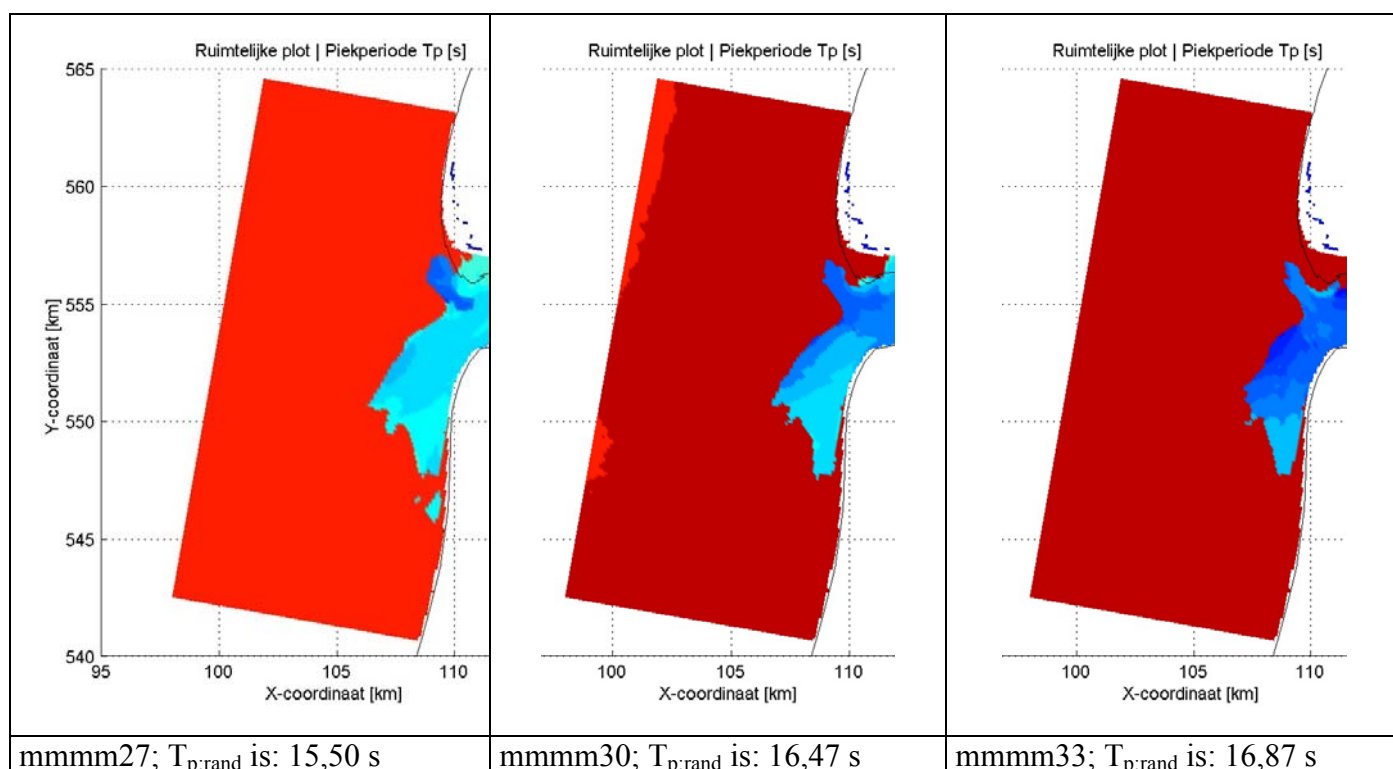 Ruimtelijke plot | Piekperiode Tp [s]
565
560
555
550
545
540
Y-coordinaat [km]
95 100 105 110
X-coordinaat [km]
Ruimtelijke plot | Piekperiode Tp [s]
100 105 110
X-coordinaat [km]
Ruimtelijke plot | Piekperiode Tp [s]
100 105 110
X-coordinaat [km]
mmmm27; Tp:rand is: 15,50 s
mmmm30; Tp:rand is: 16,47 s
mmmm33; Tp:rand is: 16,87 s